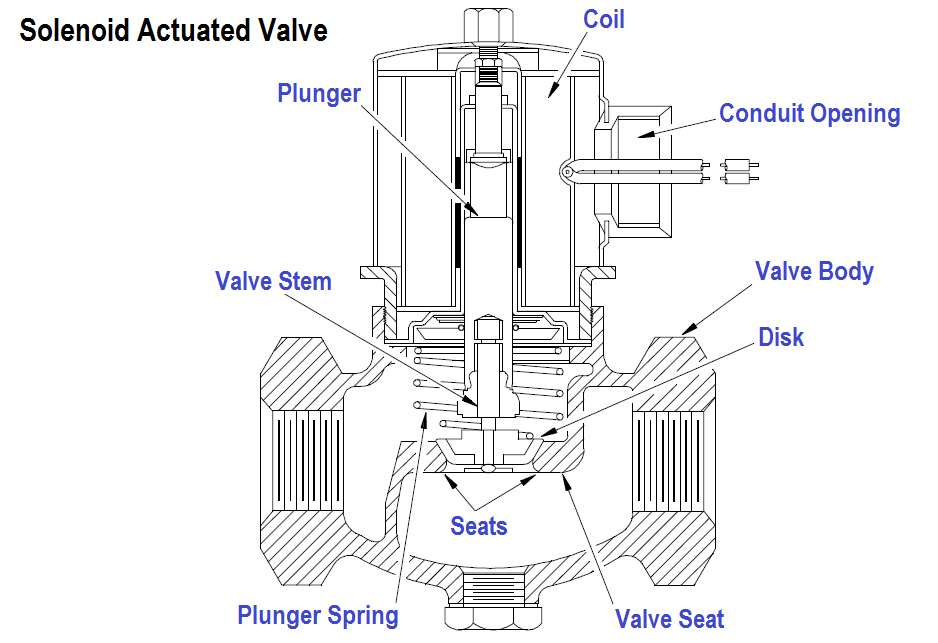 Solenoid Actuated Valve
Coil
Plunger
Conduit Opening
Valve Stem
Valve Body
Disk
Seats
Plunger Spring
Valve Seat